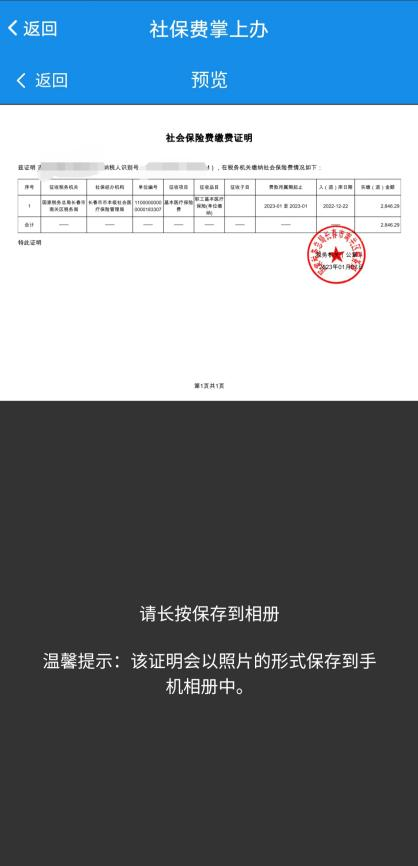 返回
社保费掌上办
返回
预览
社会保险费缴费证明
兹证明 纳税人识别号 ），在税务机关缴纳社会保险费情况如下：
序号 征收税务机关 社保经办机构 单位编号 征收项目 征收品目 征收子目 费款所属期起止 入（退）库日期 实缴（退）金额
1 国家税务总局长春市南关区税务局 长春市市本级社会医疗保险管理局 基本医疗保险费 职工基本医疗保险(单位缴纳) —— 2023-01 至 2023-01 2022-12-22 2,846.29
合计 —— —— —— —— —— —— —— —— 2,846.29
特此证明
2023年01月
第1页共1页
请长按保存到相册
温馨提示：该证明会以照片的形式保存到手
机相册中。